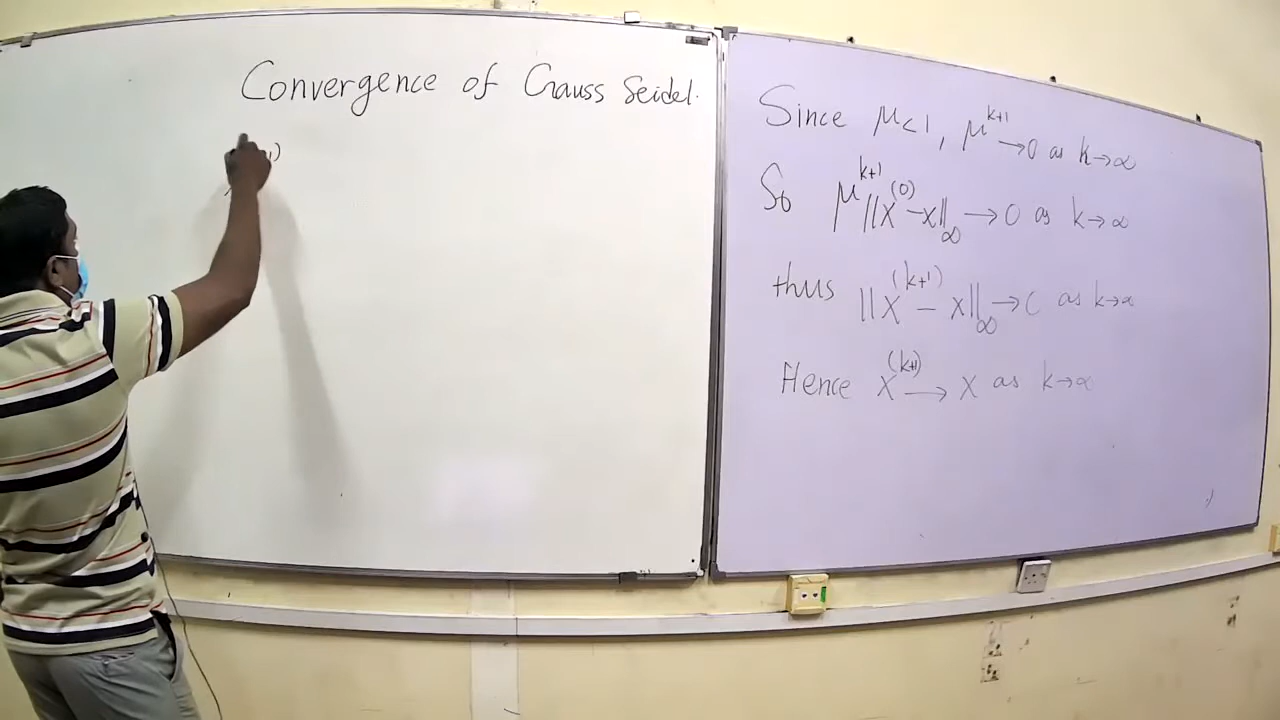 Convergence of Gauss Seidel.
Since μ<1, μ^{k+1} → 0 as k→∞
So μ^{k+1} ||x^{(0)} - x||_∞ → 0 as k→∞
thus ||x^{(k+1)} - x||_∞ → 0 as k→∞
Hence x^{(k+1)} → x as k→∞